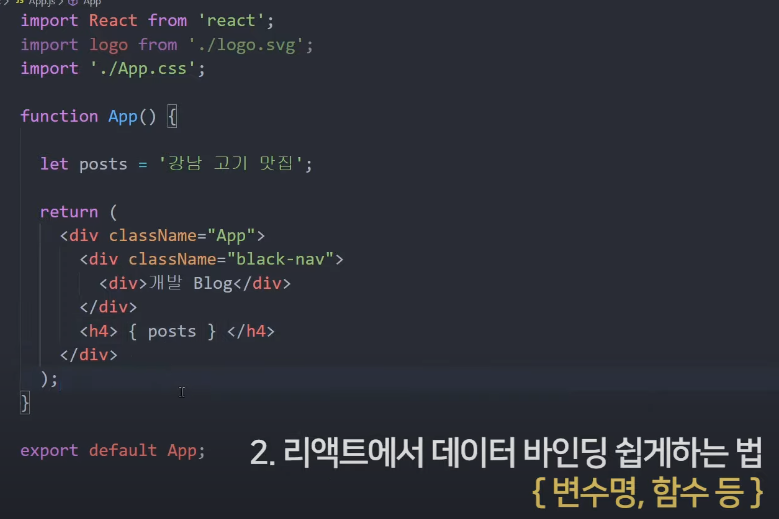 App.js > App
import React from 'react';
import logo from './logo.svg';
import './App.css';
function App() {
let posts = '강남 고기 맛집';
return (
<div className="App">
<div className="black-nav">
<div>개발 Blog</div>
</div>
<h4> { posts } </h4>
</div>
);
}
export default App;
2. 리액트에서 데이터 바인딩 쉽게하는 법
{ 변수명, 함수 등 }